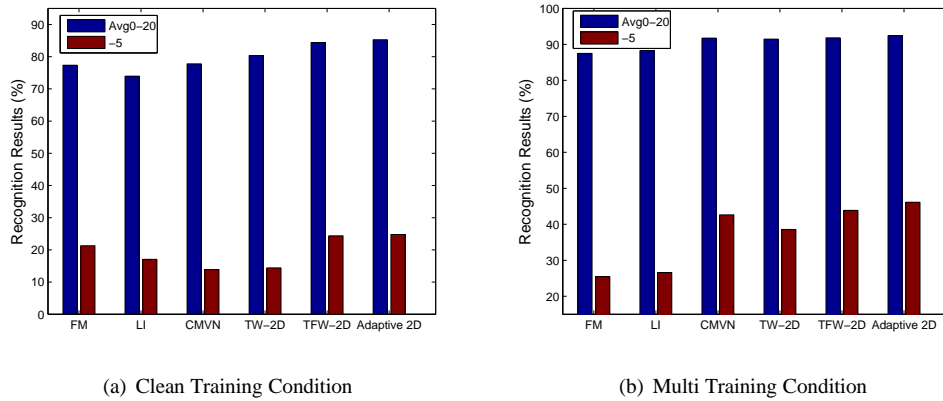 Avg0−20
−5
Recognition Results (%)
90
80
70
60
50
40
30
20
10
0
FM LI CMVN TW−2D TFW−2D Adaptive 2D
(a) Clean Training Condition
Avg0−20
−5
Recognition Results (%)
100
90
80
70
60
50
40
30
20
FM LI CMVN TW−2D TFW−2D Adaptive 2D
(b) Multi Training Condition